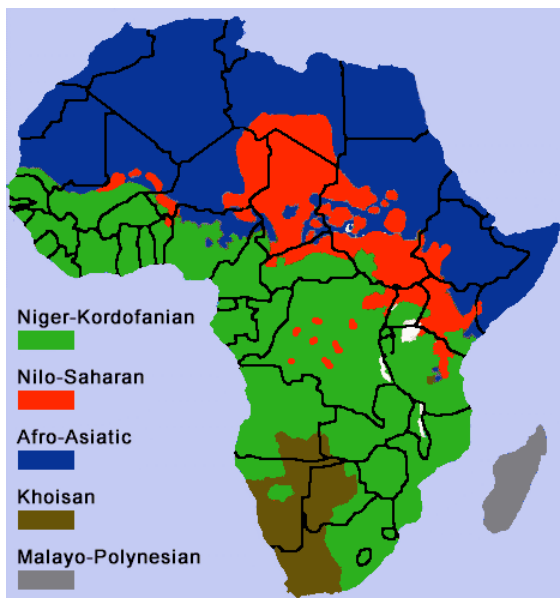 Niger-Kordofanian
Nilo-Saharan
Afro-Asiatic
Khoisan
Malayo-Polynesian